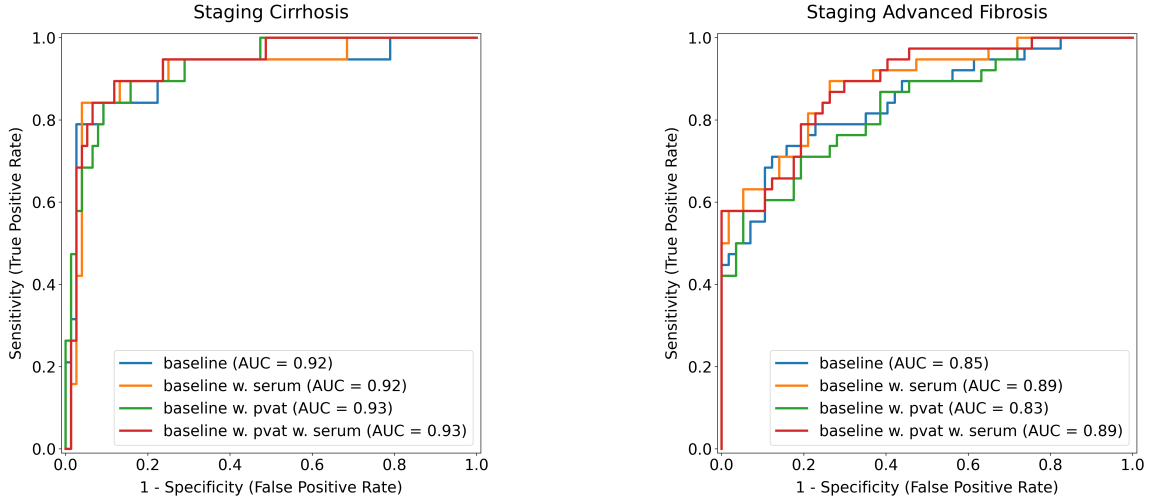 Staging Cirrhosis
Sensitivity (True Positive Rate)
1.0
0.8
0.6
0.4
0.2
0.0
baseline (AUC = 0.92)
baseline w. serum (AUC = 0.92)
baseline w. pvat (AUC = 0.93)
baseline w. pvat w. serum (AUC = 0.93)
0.0 0.2 0.4 0.6 0.8 1.0
1 - Specificity (False Positive Rate)
Staging Advanced Fibrosis
Sensitivity (True Positive Rate)
1.0
0.8
0.6
0.4
0.2
0.0
baseline (AUC = 0.85)
baseline w. serum (AUC = 0.89)
baseline w. pvat (AUC = 0.83)
baseline w. pvat w. serum (AUC = 0.89)
0.0 0.2 0.4 0.6 0.8 1.0
1 - Specificity (False Positive Rate)